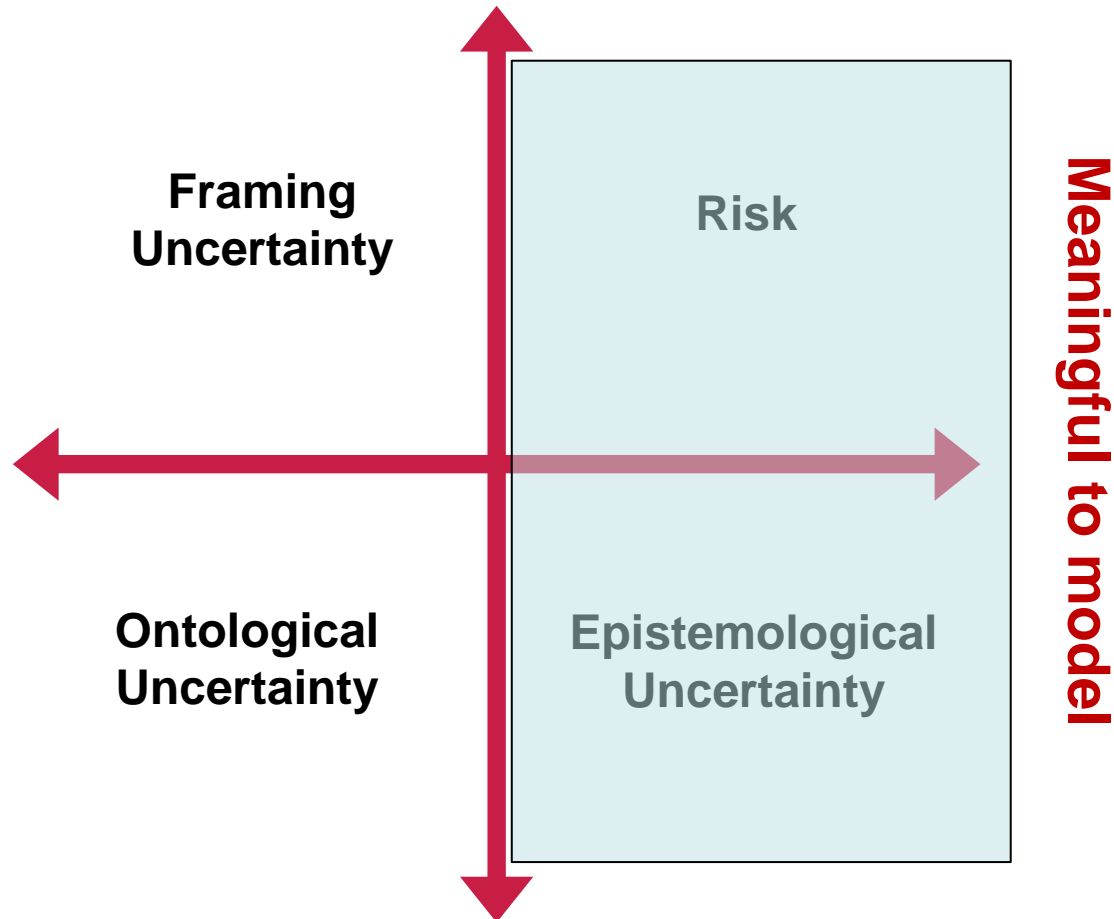 Framing
Uncertainty
Risk
Ontological
Uncertainty
Epistemological
Uncertainty
Meaningful to model